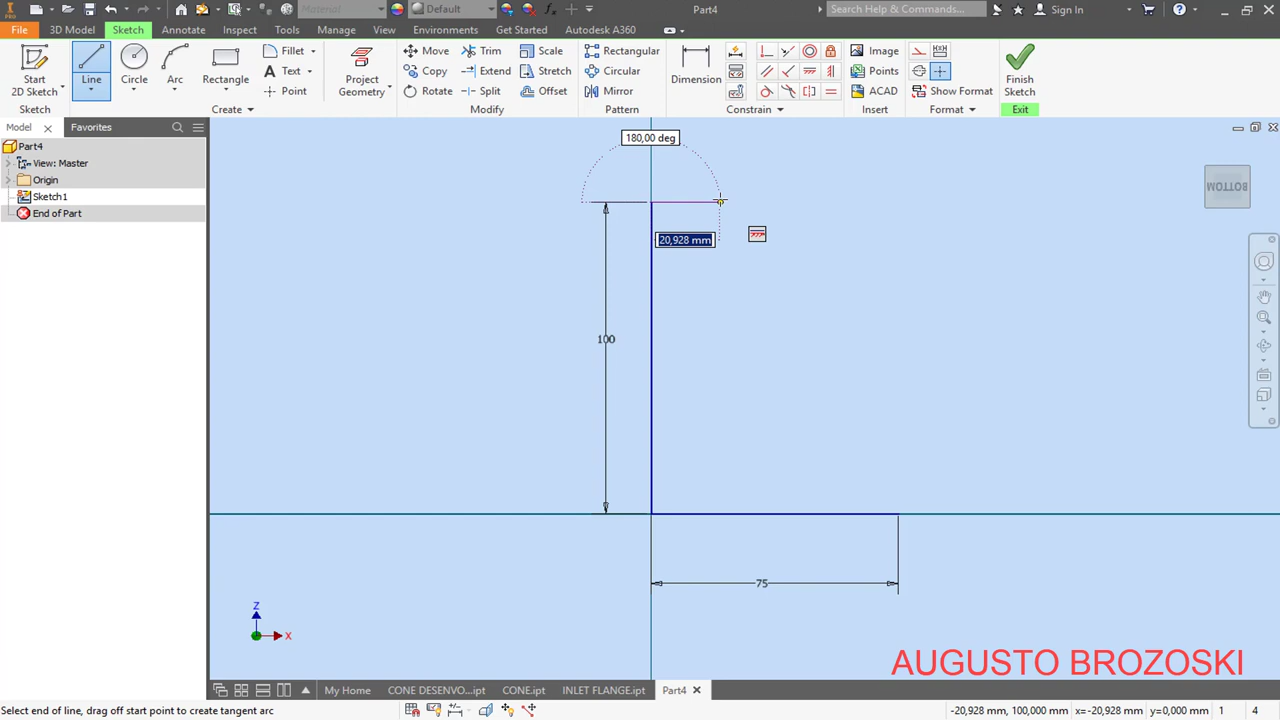 PRO
Material
Default
Part4
Search Help & Commands...
Sign In
File
3D Model
Sketch
Annotate
Inspect
Tools
Manage
View
Environments
Get Started
Autodesk A360
Start
2D Sketch
Line
Circle
Arc
Rectangle
Fillet
Text
Point
Project
Geometry
Move
Copy
Rotate
Trim
Extend
Split
Scale
Stretch
Offset
Rectangular
Circular
Mirror
Dimension
Image
Points
ACAD
Show Format
Finish
Sketch
Sketch
Create
Modify
Pattern
Constrain
Insert
Format
Exit
Model
Favorites
Part4
View: Master
Origin
Sketch1
End of Part
180,00 deg
BOTTOM
20,928 mm
100
75
Z
X
AUGUSTO BROZOSKI
My Home
CONE DESENVO...ipt
CONE.ipt
INLET FLANGE.ipt
Part4
Select end of line, drag off start point to create tangent arc
-20,928 mm, 100,000 mm
x=-20,928 mm
y=0,000 mm
1
4